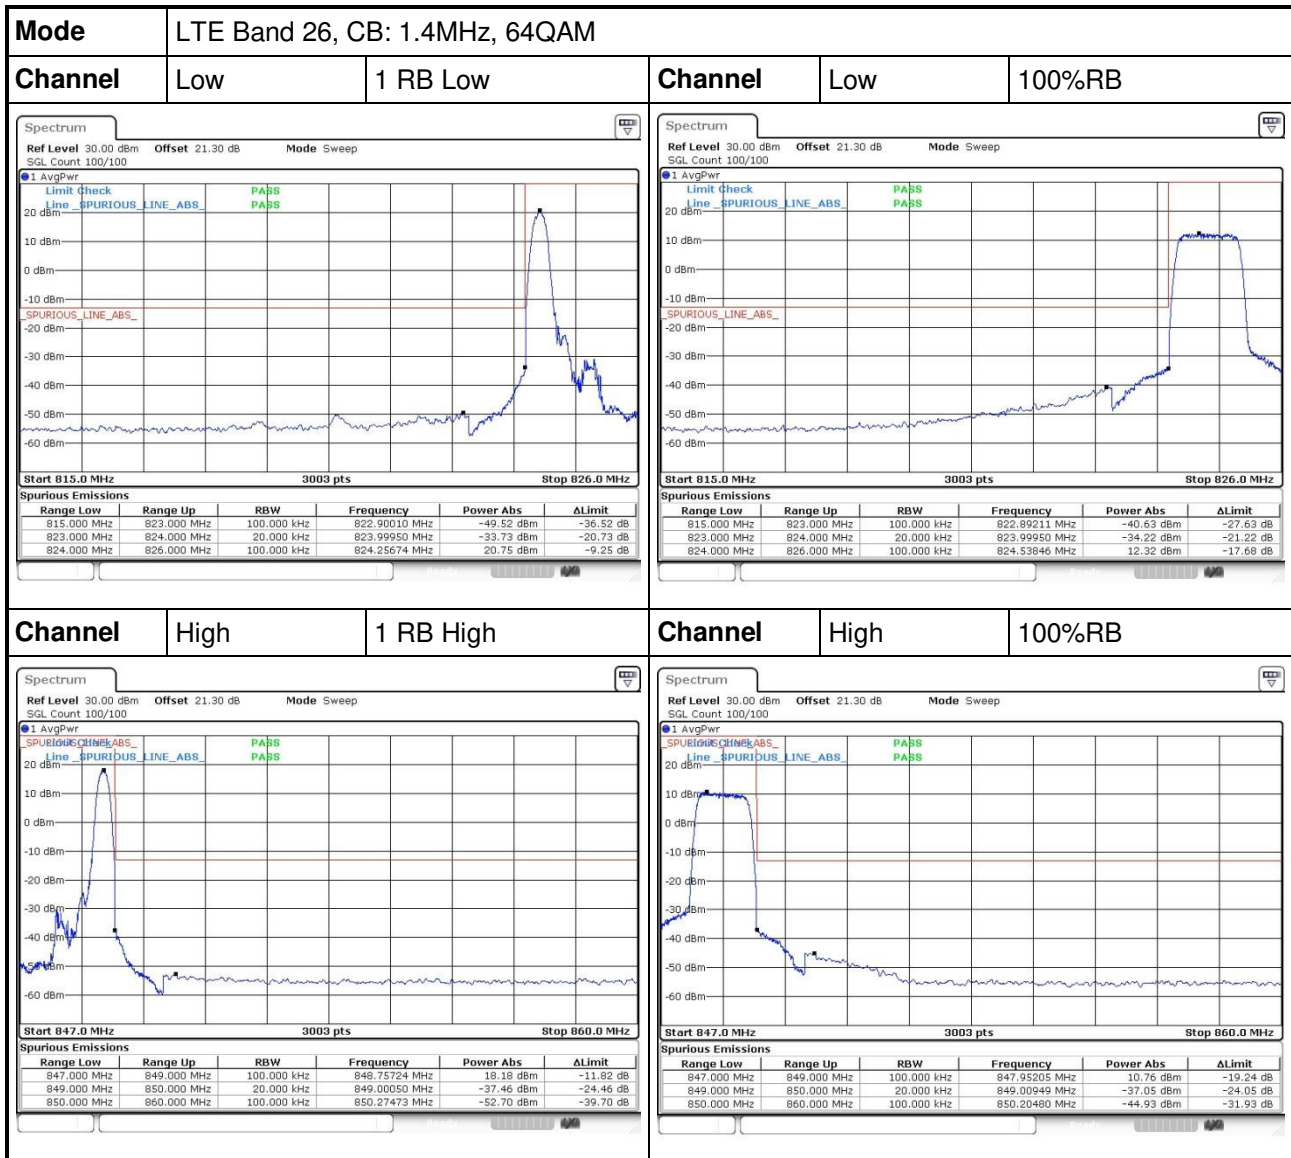 Mode LTE Band 26, CB: 1.4MHz, 64QAM
Channel Low 1 RB Low Channel Low 100%RB
Spectrum
Ref Level 30.00 dBm Offset 21.30 dB Mode Sweep
SGL Count 100/100
1 AvgPwr
Limit Check PASS
Line _SPURIOUS_LINE_ABS_ PASS
20 dBm
10 dBm
0 dBm
-10 dBm
_SPURIOUS_LINE_ABS_
-20 dBm
-30 dBm
-40 dBm
-50 dBm
-60 dBm
Start 815.0 MHz 3003 pts Stop 826.0 MHz
Spurious Emissions
Range Low Range Up RBW Frequency Power Abs ΔLimit
815.000 MHz 823.000 MHz 100.000 kHz 822.90010 MHz -49.52 dBm -36.52 dB
823.000 MHz 824.000 MHz 20.000 kHz 823.99950 MHz -33.73 dBm -20.73 dB
824.000 MHz 826.000 MHz 100.000 kHz 824.25674 MHz 20.75 dBm -9.25 dB
Spectrum
Ref Level 30.00 dBm Offset 21.30 dB Mode Sweep
SGL Count 100/100
1 AvgPwr
Limit Check PASS
Line _SPURIOUS_LINE_ABS_ PASS
20 dBm
10 dBm
0 dBm
-10 dBm
_SPURIOUS_LINE_ABS_
-20 dBm
-30 dBm
-40 dBm
-50 dBm
-60 dBm
Start 815.0 MHz 3003 pts Stop 826.0 MHz
Spurious Emissions
Range Low Range Up RBW Frequency Power Abs ΔLimit
815.000 MHz 823.000 MHz 100.000 kHz 822.89211 MHz -40.63 dBm -27.63 dB
823.000 MHz 824.000 MHz 20.000 kHz 823.99950 MHz -34.22 dBm -21.22 dB
824.000 MHz 826.000 MHz 100.000 kHz 824.53846 MHz 12.32 dBm -17.68 dB
Channel High 1 RB High Channel High 100%RB
Spectrum
Ref Level 30.00 dBm Offset 21.30 dB Mode Sweep
SGL Count 100/100
1 AvgPwr
_SPURIOUS_LINE_ABS_
Limit Check PASS
Line _SPURIOUS_LINE_ABS_ PASS
20 dBm
10 dBm
0 dBm
-10 dBm
-20 dBm
-30 dBm
-40 dBm
-50 dBm
-60 dBm
Start 847.0 MHz 3003 pts Stop 860.0 MHz
Spurious Emissions
Range Low Range Up RBW Frequency Power Abs ΔLimit
847.000 MHz 849.000 MHz 100.000 kHz 848.75724 MHz 18.18 dBm -11.82 dB
849.000 MHz 850.000 MHz 20.000 kHz 849.00050 MHz -37.46 dBm -24.46 dB
850.000 MHz 860.000 MHz 100.000 kHz 850.27473 MHz -52.70 dBm -39.70 dB
Spectrum
Ref Level 30.00 dBm Offset 21.30 dB Mode Sweep
SGL Count 100/100
1 AvgPwr
_SPURIOUS_LINE_ABS_
Limit Check PASS
Line _SPURIOUS_LINE_ABS_ PASS
20 dBm
10 dBm
0 dBm
-10 dBm
-20 dBm
-30 dBm
-40 dBm
-50 dBm
-60 dBm
Start 847.0 MHz 3003 pts Stop 860.0 MHz
Spurious Emissions
Range Low Range Up RBW Frequency Power Abs ΔLimit
847.000 MHz 849.000 MHz 100.000 kHz 847.95205 MHz 10.76 dBm -19.24 dB
849.000 MHz 850.000 MHz 20.000 kHz 849.00949 MHz -37.05 dBm -24.05 dB
850.000 MHz 860.000 MHz 100.000 kHz 850.20480 MHz -44.93 dBm -31.93 dB